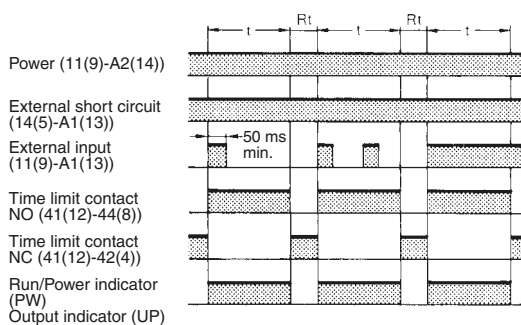 t Rt t Rt t
Power (11(9)-A2(14))
External short circuit
(14(5)-A1(13))
External input
(11(9)-A1(13))
50 ms
min.
Time limit contact
NO (41(12)-44(8))
Time limit contact
NC (41(12)-42(4))
Run/Power indicator
(PW)
Output indicator (UP)